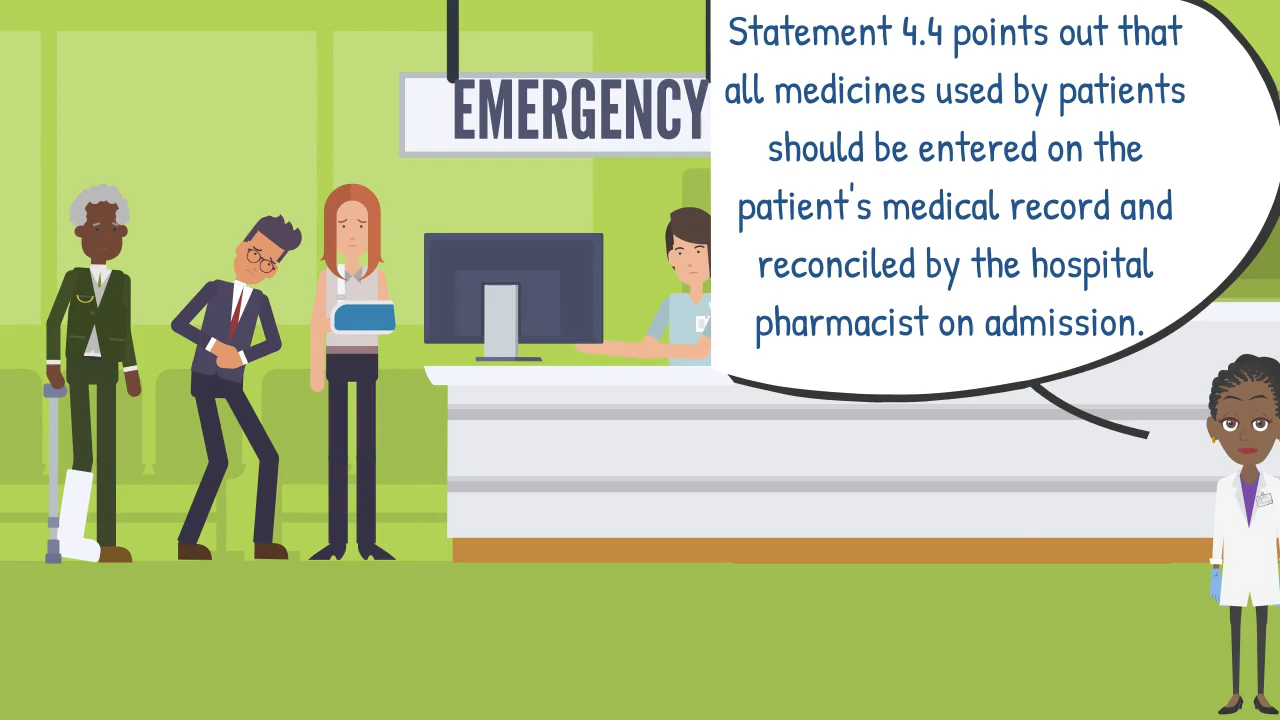 EMERGENCY
Statement 4.4 points out that
all medicines used by patients
should be entered on the
patient's medical record and
reconciled by the hospital
pharmacist on admission.